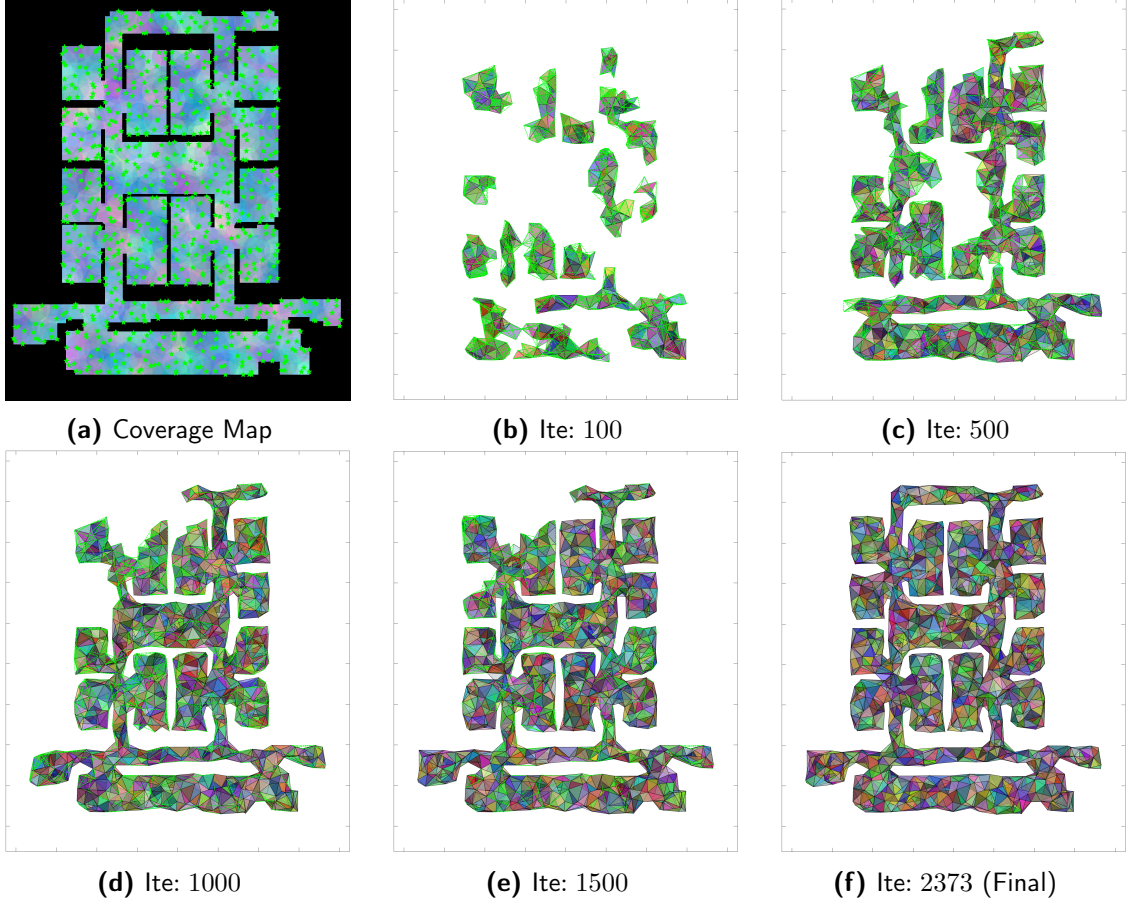 (a) Coverage Map
(b) Ite: 100
(c) Ite: 500
(d) Ite: 1000
(e) Ite: 1500
(f) Ite: 2373 (Final)